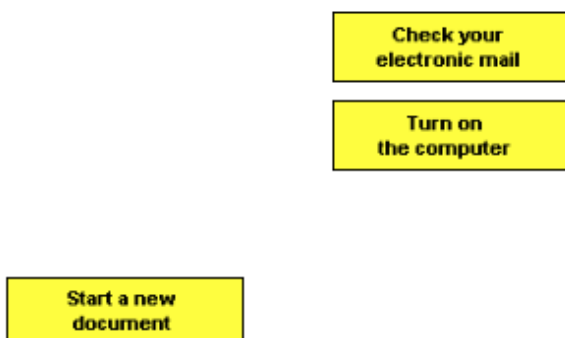 Check your
electronic mail
Turn on
the computer
Start a new
document